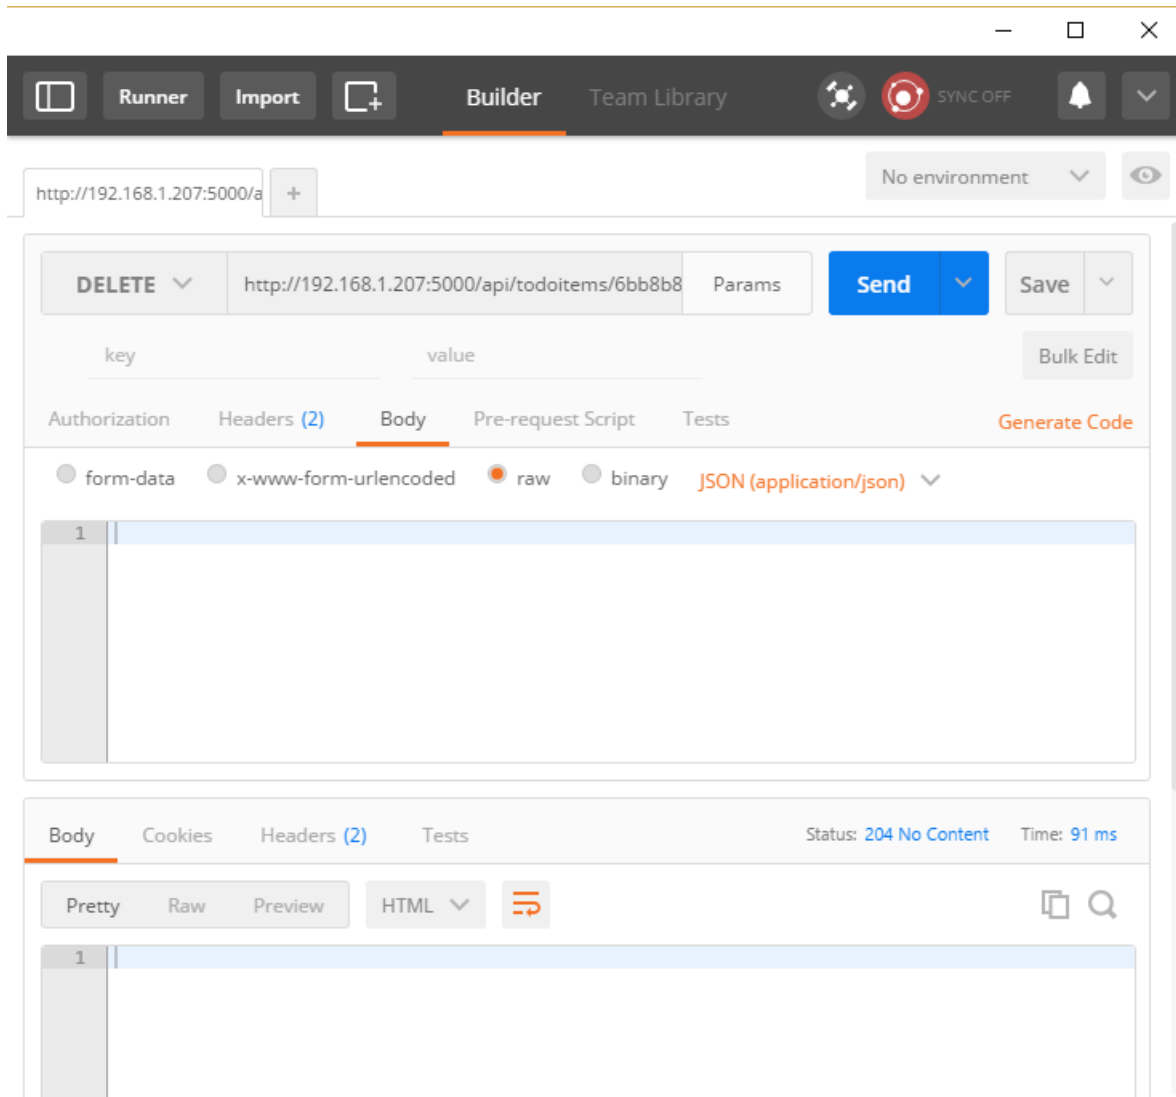 Runner Import Builder Team Library SYNC OFF
http://192.168.1.207:5000/a + No environment
DELETE http://192.168.1.207:5000/api/todoitems/6bb8b8 Params Send Save
key value Bulk Edit
Authorization Headers (2) Body Pre-request Script Tests Generate Code
form-data x-www-form-urlencoded raw binary JSON (application/json)
1
Body Cookies Headers (2) Tests Status: 204 No Content Time: 91 ms
Pretty Raw Preview HTML
1